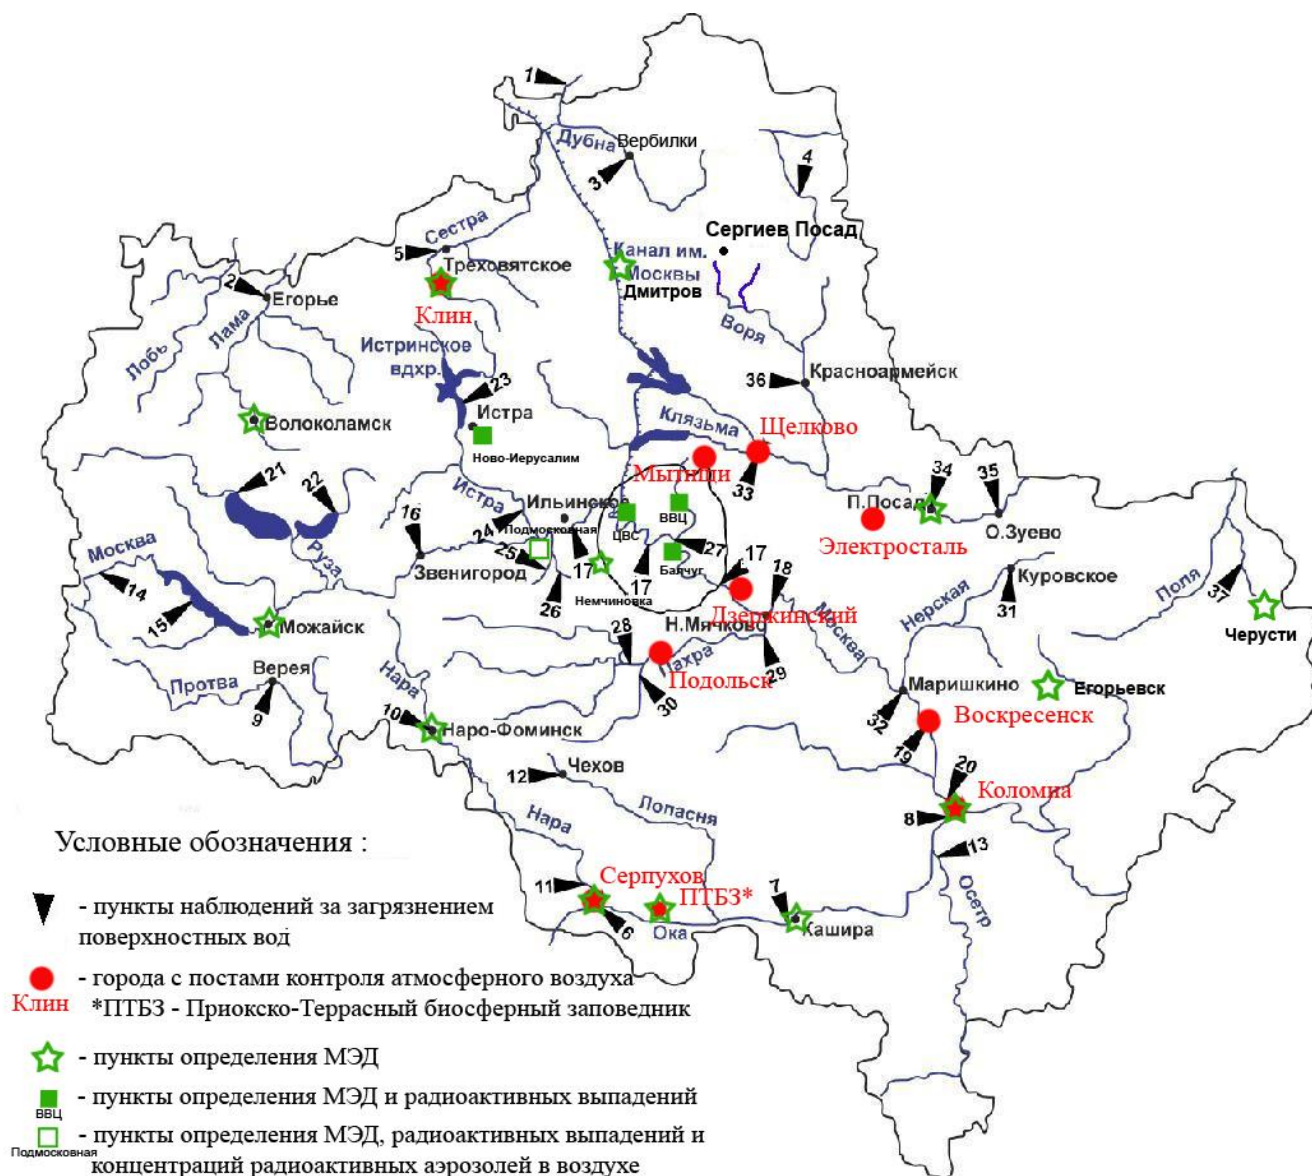 1
Дубна
Вербилки
3
4
Сестра
5
Треховятское
Клин
Канал им.
Москвы
Дмитров
Сергиев Посад
2
Егорье
Лобь
Лама
Истринское
вдхр.
23
Воря
36
Красноармейск
Волоколамск
Истра
Ново-Иерусалим
Клязьма
Щелково
Мытищи
33
21
22
16
Истра
Ильинское
24
Подмосковная
25
ЦВС
ВВЦ
27
Балчуг
П.Посад
34
35
О.Зуево
Электросталь
Москва
14
15
Руза
Звенигород
26
17
Немчиновка
17
17
18
Дзержинский
Куровское
31
Нерская
Поля
37
Черусти
Можайск
Н.Мячково
Москва
28
Верея
Протва
9
Нара
Пахра
Подольск
29
30
Маришкино
32
Егорьевск
Воскресенск
19
10
Наро-Фоминск
12
Чехов
Лопасня
20
Коломна
8
13
Нара
11
Серпухов
ПТБЗ*
6
Ока
7
Кашира
Осетр
Условные обозначения :
- пункты наблюдений за загрязнением
поверхностных вод
- города с постами контроля атмосферного воздуха
Клин
*ПТБЗ - Приокско-Террасный биосферный заповедник
- пункты определения МЭД
- пункты определения МЭД и радиоактивных выпадений
ВВЦ
- пункты определения МЭД, радиоактивных выпадений и
Подмосковная
концентраций радиоактивных аэрозолей в воздухе